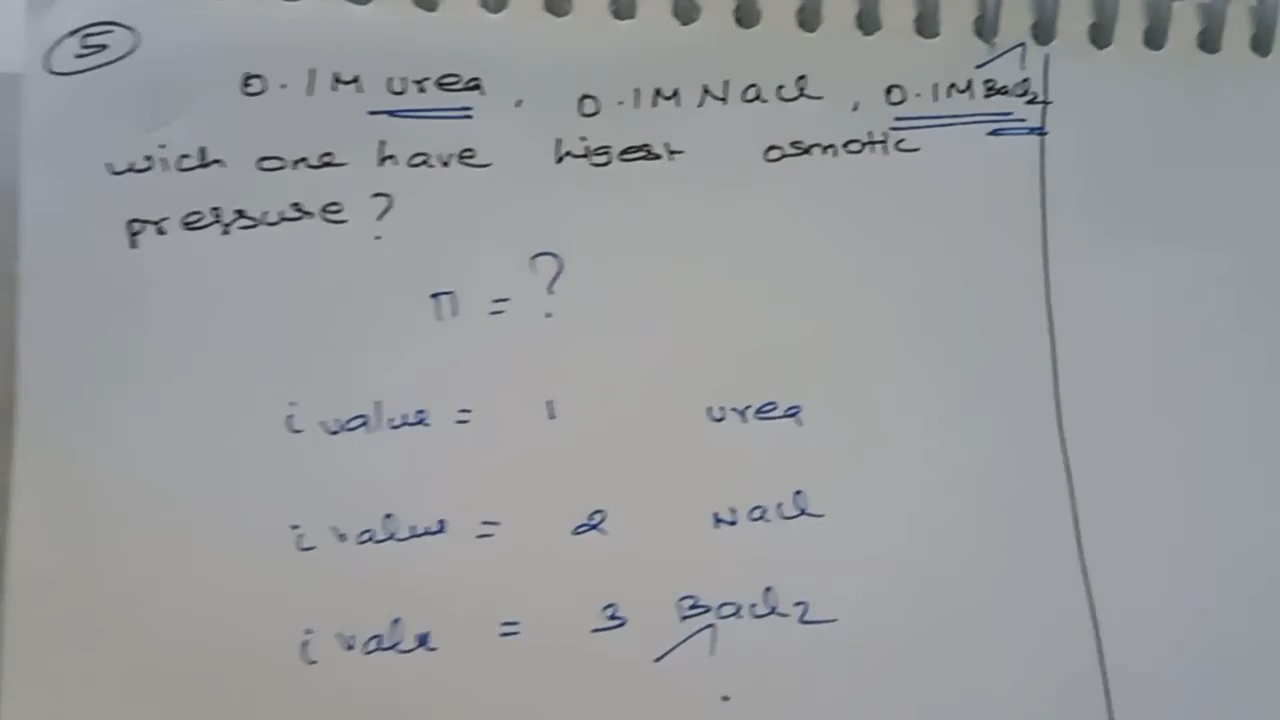 5
0.1M urea, 0.1M NaCl, 0.1M BaCl2
wich one have higest osmotic
pressure?
π = ?
i value = 1 urea
i value = 2 NaCl
i vale = 3 BaCl2